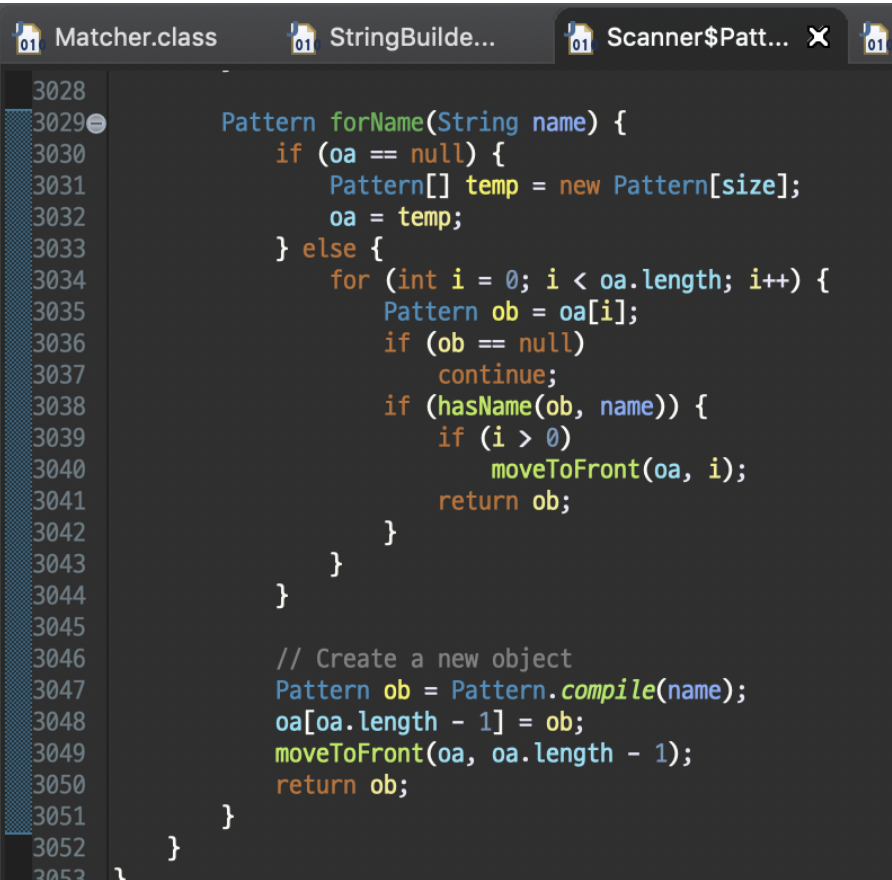 Matcher.class StringBuilde... Scanner$Patt...
3028
3029 Pattern forName(String name) {
3030 if (oa == null) {
3031 Pattern[] temp = new Pattern[size];
3032 oa = temp;
3033 } else {
3034 for (int i = 0; i < oa.length; i++) {
3035 Pattern ob = oa[i];
3036 if (ob == null)
3037 continue;
3038 if (hasName(ob, name)) {
3039 if (i > 0)
3040 moveToFront(oa, i);
3041 return ob;
3042 }
3043 }
3044 }
3045
3046 // Create a new object
3047 Pattern ob = Pattern.compile(name);
3048 oa[oa.length - 1] = ob;
3049 moveToFront(oa, oa.length - 1);
3050 return ob;
3051 }
3052 }
3053 }